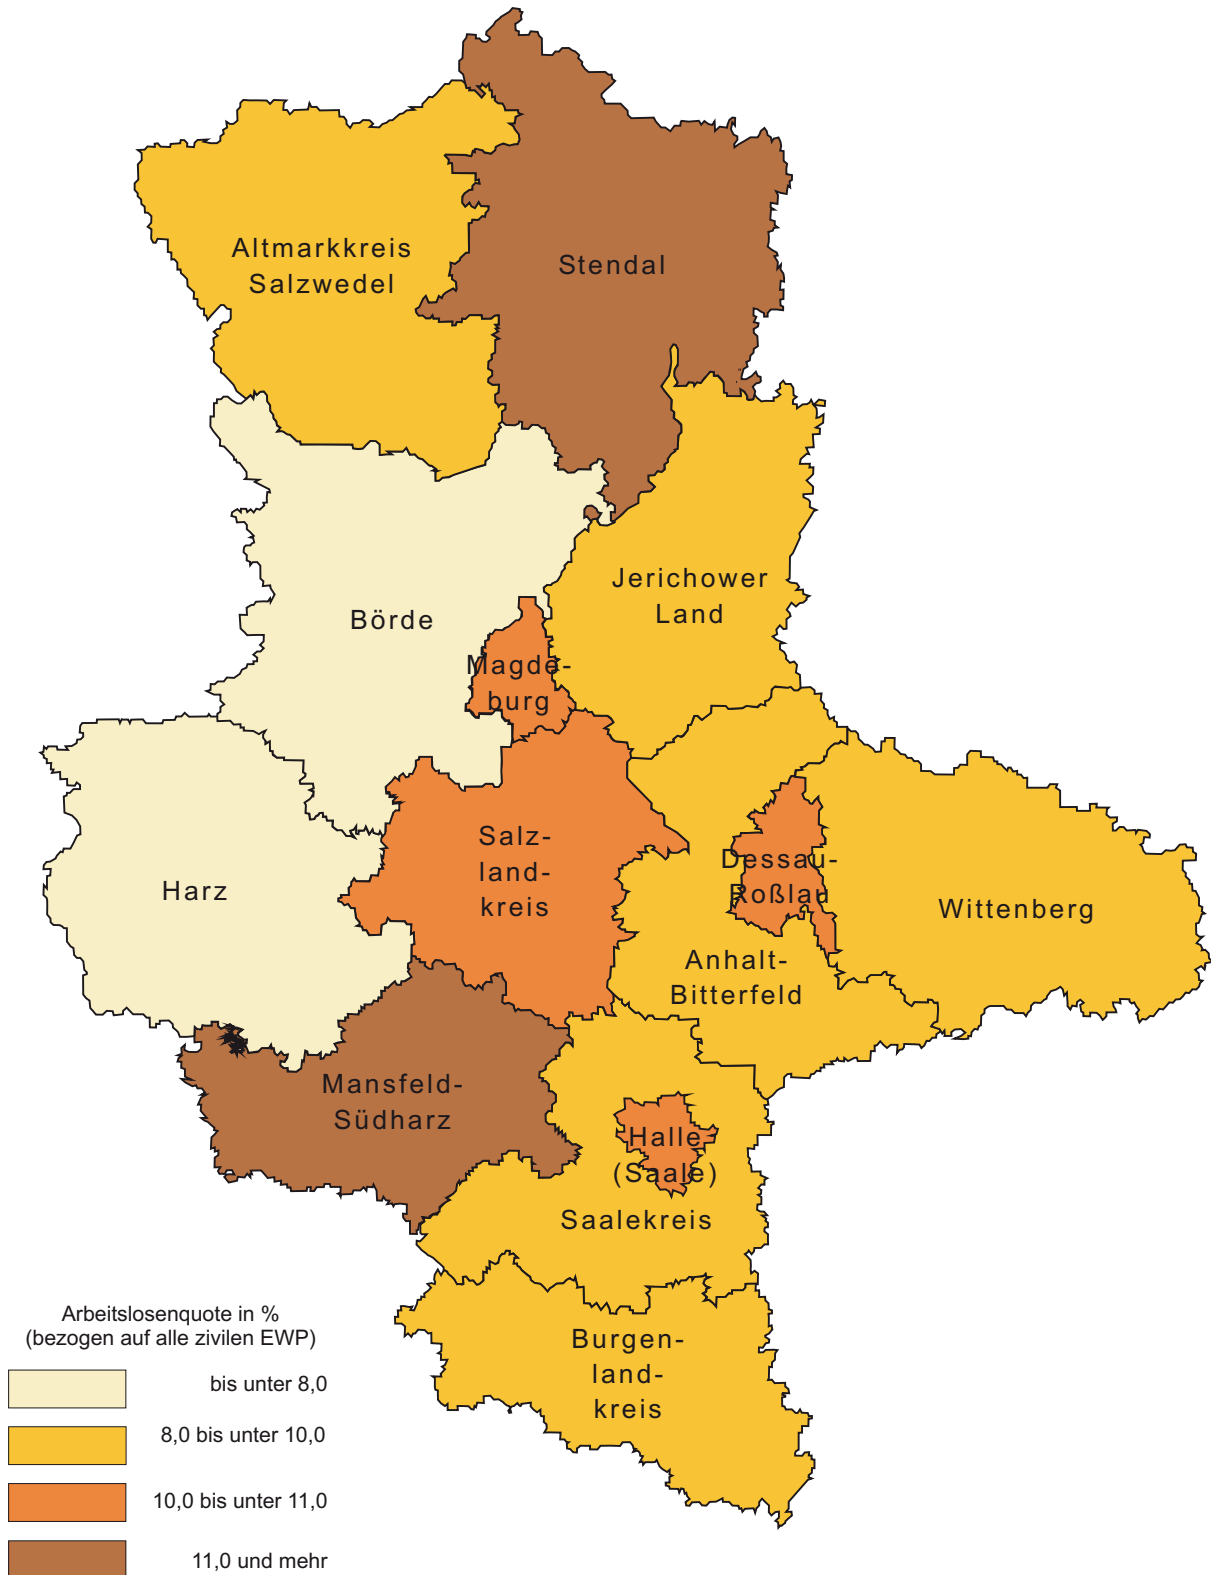 Altmarkkreis
Salzwedel
Stendal
Jerichower
Land
Börde
Magde-
burg
Salz-
land-
kreis
Harz
Dessau-
Roßlau
Wittenberg
Anhalt-
Bitterfeld
Mansfeld-
Südharz
Halle
(Saale)
Saalekreis
Burgen-
land-
kreis
Arbeitslosenquote in %
(bezogen auf alle zivilen EWP)
bis unter 8,0
8,0 bis unter 10,0
10,0 bis unter 11,0
11,0 und mehr